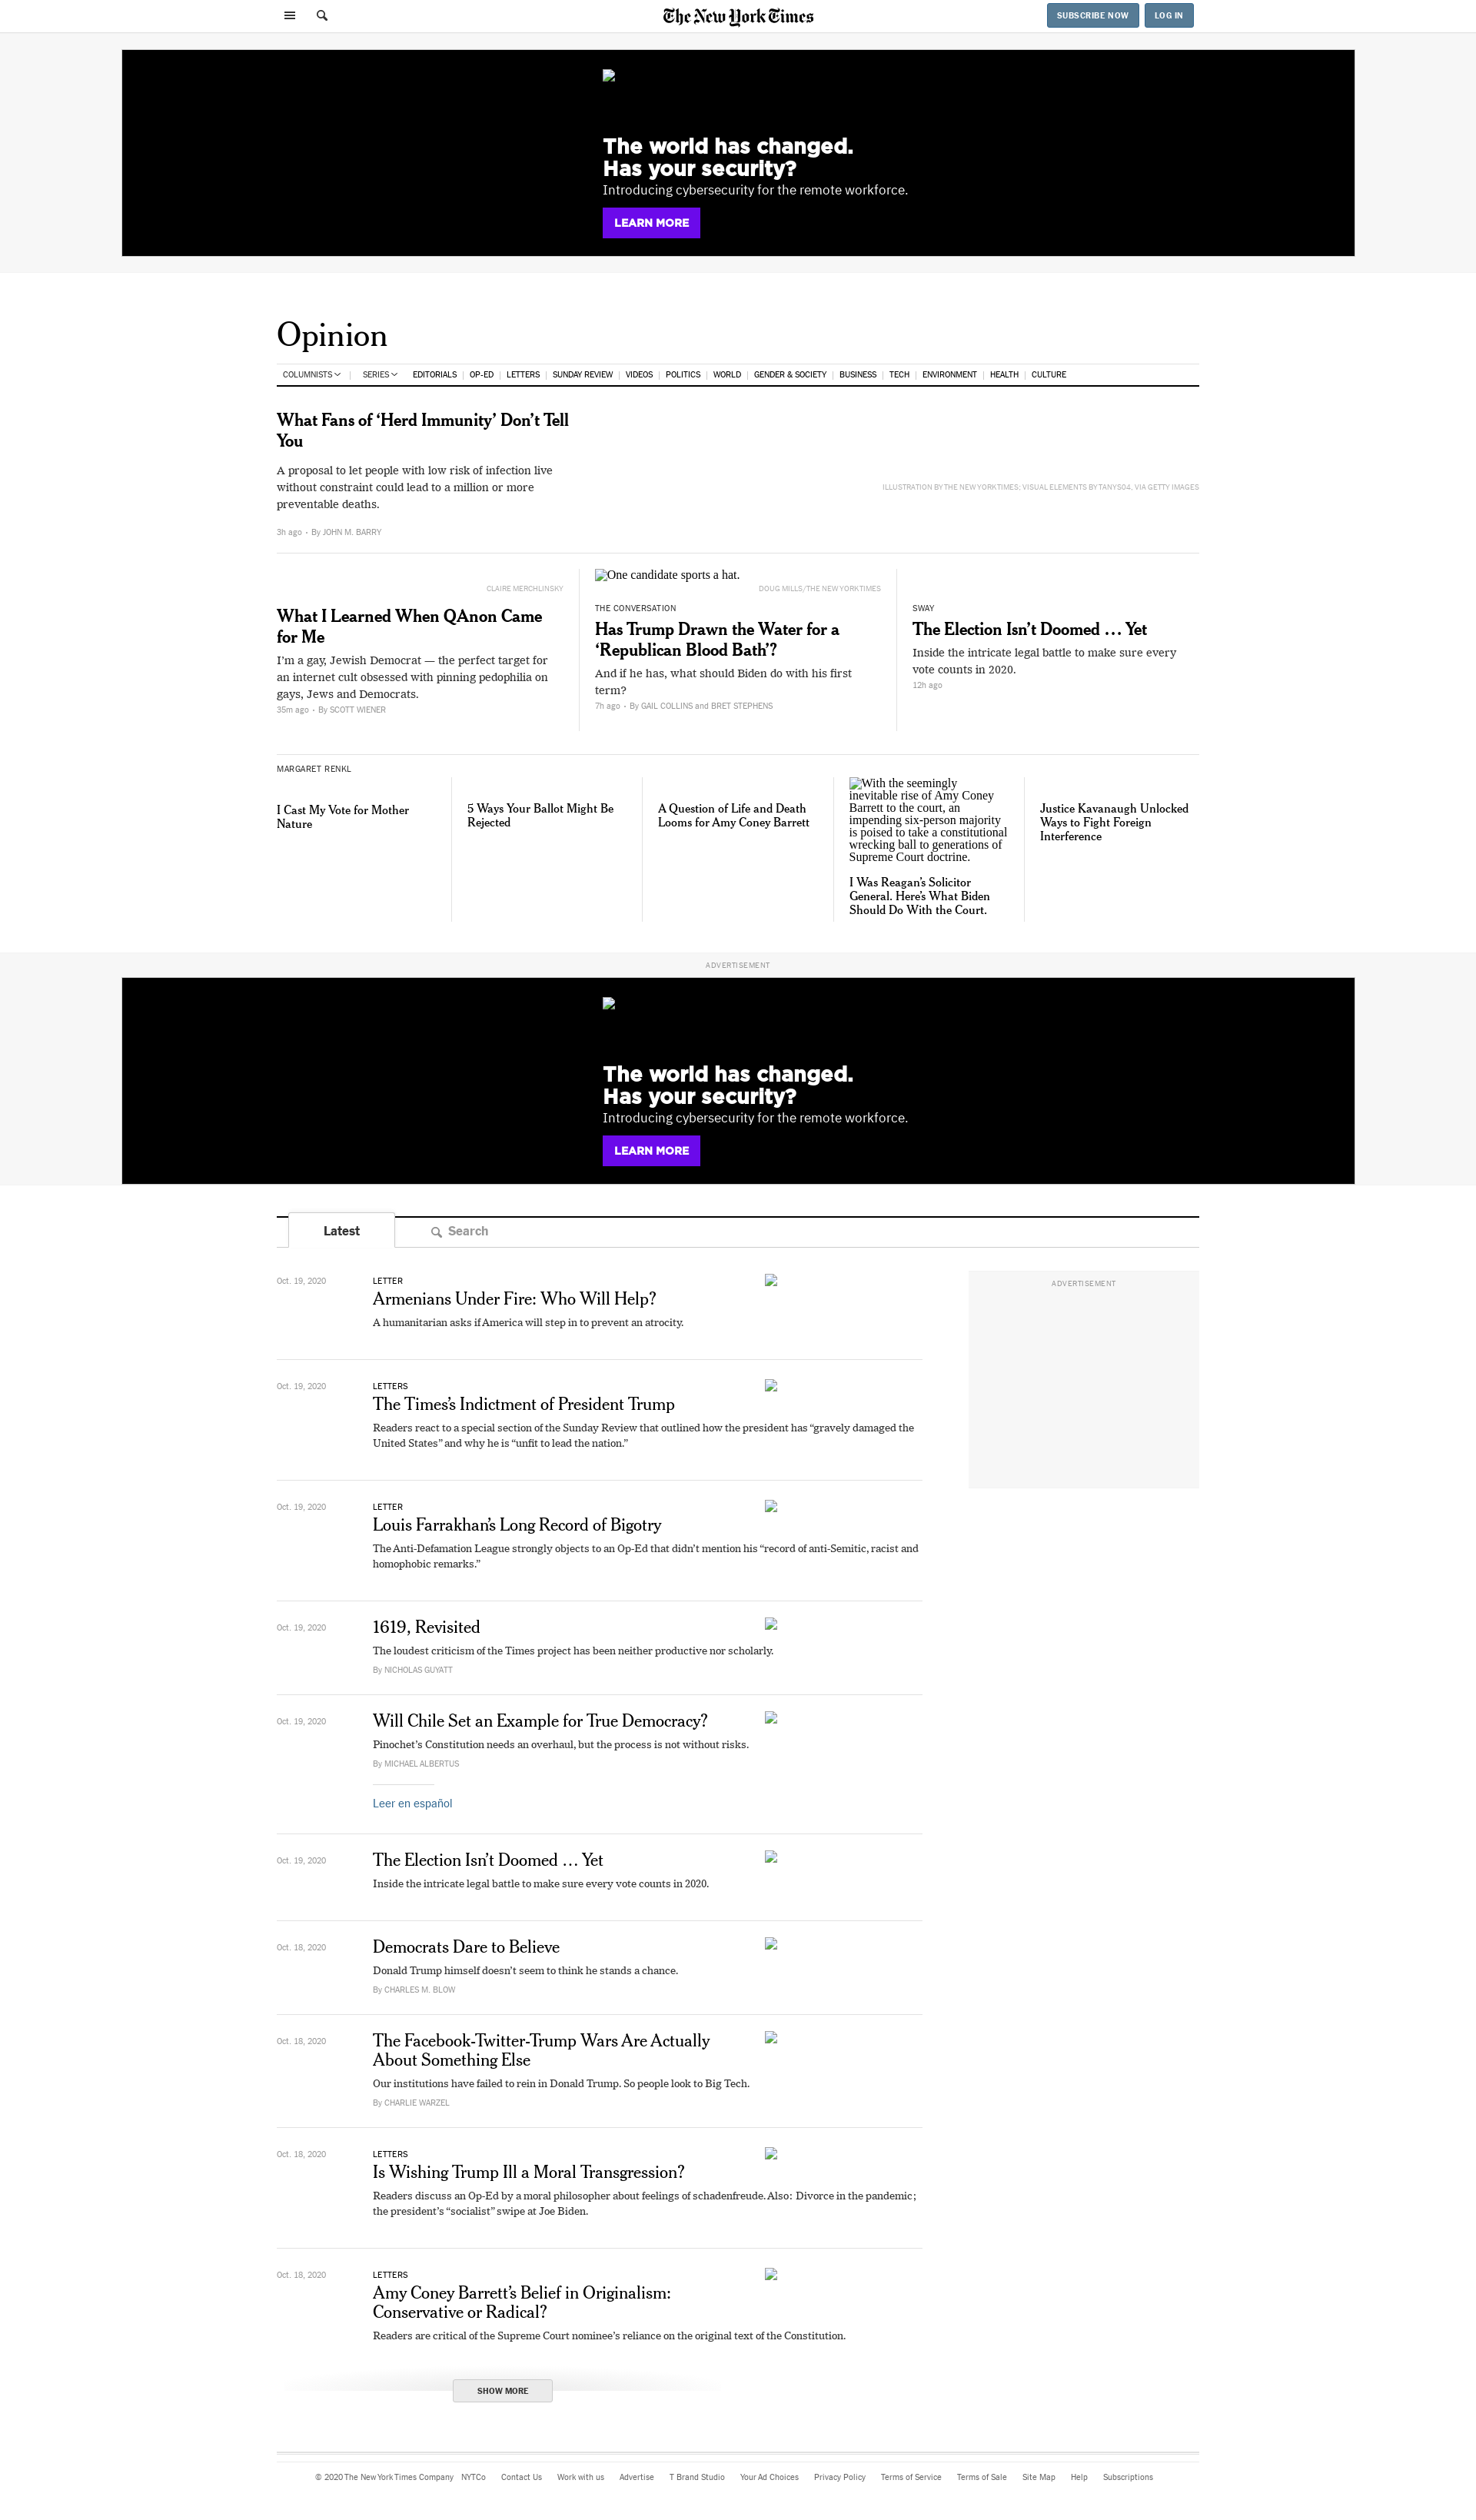 The New York Times
SUBSCRIBE NOW
LOG IN
The world has changed.
Has your security?
Introducing cybersecurity for the remote workforce.
LEARN MORE
Opinion
COLUMNISTS
SERIES
EDITORIALS
OP-ED
LETTERS
SUNDAY REVIEW
VIDEOS
POLITICS
WORLD
GENDER & SOCIETY
BUSINESS
TECH
ENVIRONMENT
HEALTH
CULTURE
What Fans of ‘Herd Immunity’ Don’t Tell
You
A proposal to let people with low risk of infection live
without constraint could lead to a million or more
preventable deaths.
3h ago • By JOHN M. BARRY
ILLUSTRATION BY THE NEW YORK TIMES; VISUAL ELEMENTS BY TANYS04, VIA GETTY IMAGES
CLAIRE MERCHLINSKY
What I Learned When QAnon Came
for Me
I’m a gay, Jewish Democrat — the perfect target for
an internet cult obsessed with pinning pedophilia on
gays, Jews and Democrats.
35m ago • By SCOTT WIENER
One candidate sports a hat.
DOUG MILLS/THE NEW YORK TIMES
THE CONVERSATION
Has Trump Drawn the Water for a
‘Republican Blood Bath’?
And if he has, what should Biden do with his first
term?
7h ago • By GAIL COLLINS and BRET STEPHENS
SWAY
The Election Isn’t Doomed … Yet
Inside the intricate legal battle to make sure every
vote counts in 2020.
12h ago
MARGARET RENKL
I Cast My Vote for Mother
Nature
5 Ways Your Ballot Might Be
Rejected
A Question of Life and Death
Looms for Amy Coney Barrett
With the seemingly
inevitable rise of Amy Coney
Barrett to the court, an
impending six-person majority
is poised to take a constitutional
wrecking ball to generations of
Supreme Court doctrine.
I Was Reagan’s Solicitor
General. Here’s What Biden
Should Do With the Court.
Justice Kavanaugh Unlocked
Ways to Fight Foreign
Interference
ADVERTISEMENT
The world has changed.
Has your security?
Introducing cybersecurity for the remote workforce.
LEARN MORE
Latest
Search
ADVERTISEMENT
Oct. 19, 2020
LETTER
Armenians Under Fire: Who Will Help?
A humanitarian asks if America will step in to prevent an atrocity.
Oct. 19, 2020
LETTERS
The Times’s Indictment of President Trump
Readers react to a special section of the Sunday Review that outlined how the president has “gravely damaged the
United States” and why he is “unfit to lead the nation.”
Oct. 19, 2020
LETTER
Louis Farrakhan’s Long Record of Bigotry
The Anti-Defamation League strongly objects to an Op-Ed that didn’t mention his “record of anti-Semitic, racist and
homophobic remarks.”
Oct. 19, 2020
1619, Revisited
The loudest criticism of the Times project has been neither productive nor scholarly.
By NICHOLAS GUYATT
Oct. 19, 2020
Will Chile Set an Example for True Democracy?
Pinochet’s Constitution needs an overhaul, but the process is not without risks.
By MICHAEL ALBERTUS
Leer en español
Oct. 19, 2020
The Election Isn’t Doomed … Yet
Inside the intricate legal battle to make sure every vote counts in 2020.
Oct. 18, 2020
Democrats Dare to Believe
Donald Trump himself doesn’t seem to think he stands a chance.
By CHARLES M. BLOW
Oct. 18, 2020
The Facebook-Twitter-Trump Wars Are Actually
About Something Else
Our institutions have failed to rein in Donald Trump. So people look to Big Tech.
By CHARLIE WARZEL
Oct. 18, 2020
LETTERS
Is Wishing Trump Ill a Moral Transgression?
Readers discuss an Op-Ed by a moral philosopher about feelings of schadenfreude. Also: Divorce in the pandemic;
the president’s “socialist” swipe at Joe Biden.
Oct. 18, 2020
LETTERS
Amy Coney Barrett’s Belief in Originalism:
Conservative or Radical?
Readers are critical of the Supreme Court nominee’s reliance on the original text of the Constitution.
SHOW MORE
© 2020 The New York Times Company
NYTCo
Contact Us
Work with us
Advertise
T Brand Studio
Your Ad Choices
Privacy Policy
Terms of Service
Terms of Sale
Site Map
Help
Subscriptions